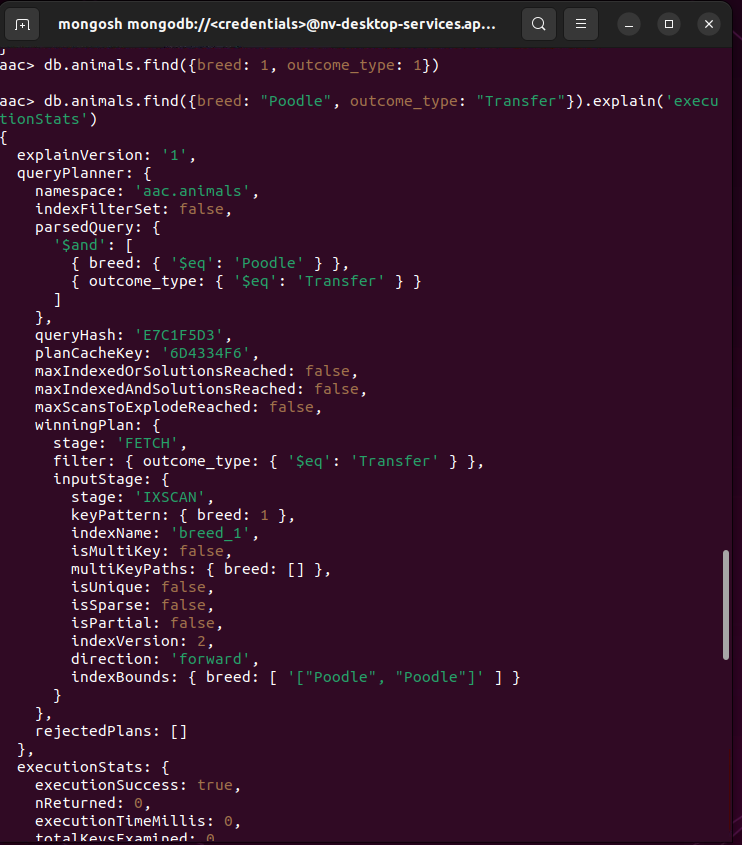 mongosh mongodb://<credentials>@nv-desktop-services.ap...
}
aac> db.animals.find({breed: 1, outcome_type: 1})
aac> db.animals.find({breed: "Poodle", outcome_type: "Transfer"}).explain('execu
tionStats')
{
  explainVersion: '1',
  queryPlanner: {
    namespace: 'aac.animals',
    indexFilterSet: false,
    parsedQuery: {
      '$and': [
        { breed: { '$eq': 'Poodle' } },
        { outcome_type: { '$eq': 'Transfer' } }
      ]
    },
    queryHash: 'E7C1F5D3',
    planCacheKey: '6D4334F6',
    maxIndexedOrSolutionsReached: false,
    maxIndexedAndSolutionsReached: false,
    maxScansToExplodeReached: false,
    winningPlan: {
      stage: 'FETCH',
      filter: { outcome_type: { '$eq': 'Transfer' } },
      inputStage: {
        stage: 'IXSCAN',
        keyPattern: { breed: 1 },
        indexName: 'breed_1',
        isMultiKey: false,
        multiKeyPaths: { breed: [] },
        isUnique: false,
        isSparse: false,
        isPartial: false,
        indexVersion: 2,
        direction: 'forward',
        indexBounds: { breed: [ '["Poodle", "Poodle"]' ] }
      }
    },
    rejectedPlans: []
  },
  executionStats: {
    executionSuccess: true,
    nReturned: 0,
    executionTimeMillis: 0,
    totalKeysExamined: 0